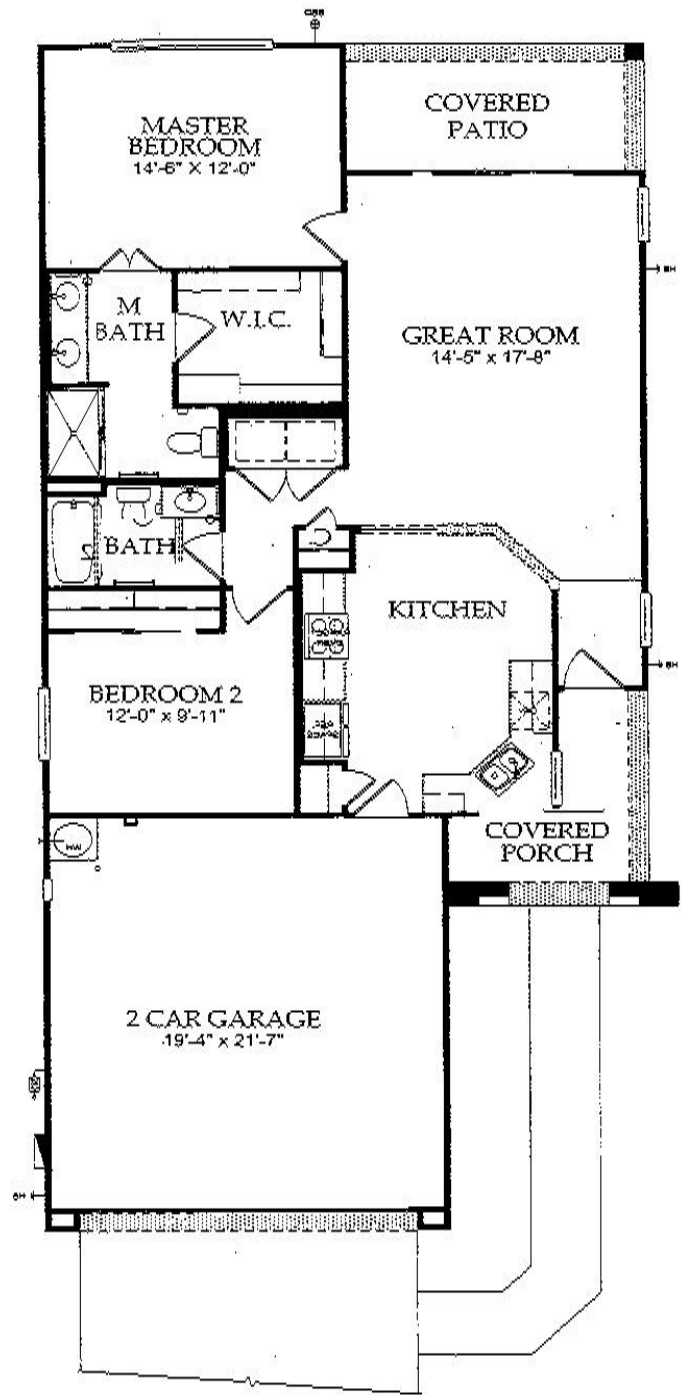 COVERED
PATIO
MASTER
BEDROOM
14'-6" X 12'-0"
M
BATH
W.I.C.
GREAT ROOM
14'-5" x 17'-8"
BATH
KITCHEN
BEDROOM 2
12'-0" x 9'-11"
COVERED
PORCH
HW
2 CAR GARAGE
19'-4" x 21'-7"